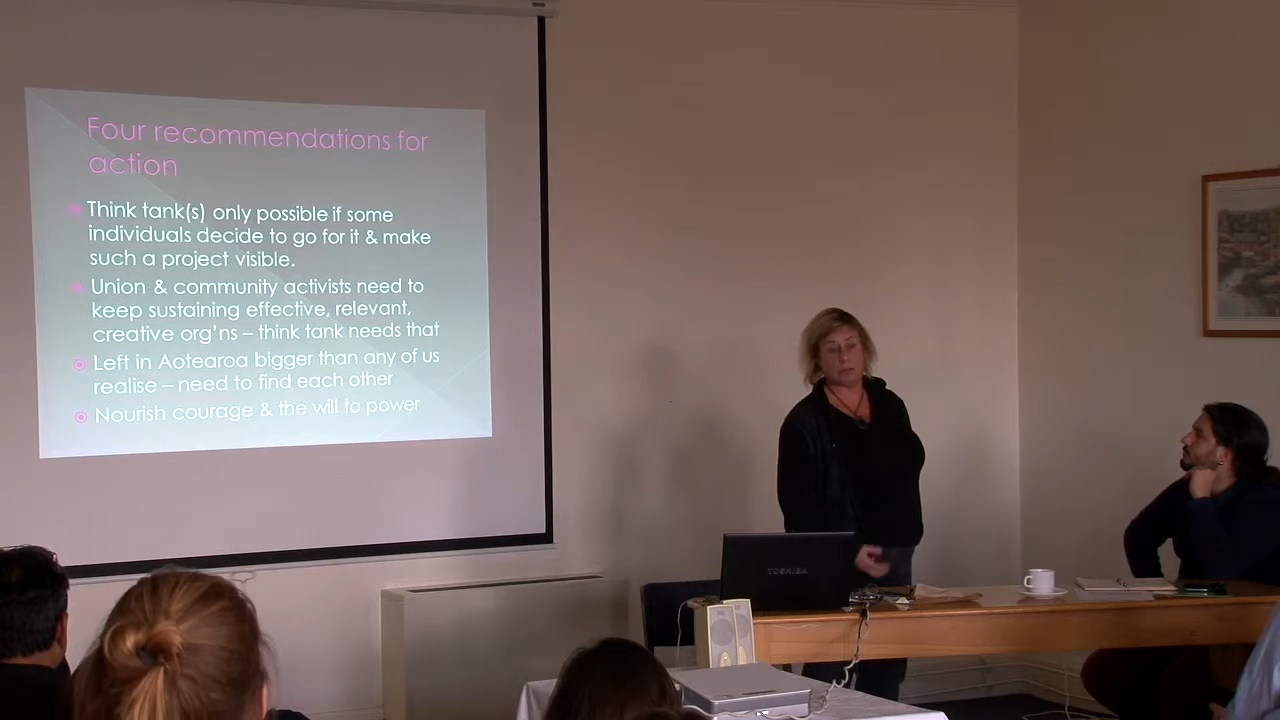 Four recommendations for
action
Think tank(s) only possible if some
individuals decide to go for it & make
such a project visible.
Union & community activists need to
keep sustaining effective, relevant,
creative org'ns – think tank needs that
Left in Aotearoa bigger than any of us
realise – need to find each other
Nourish courage & the will to power
TOSHIBA